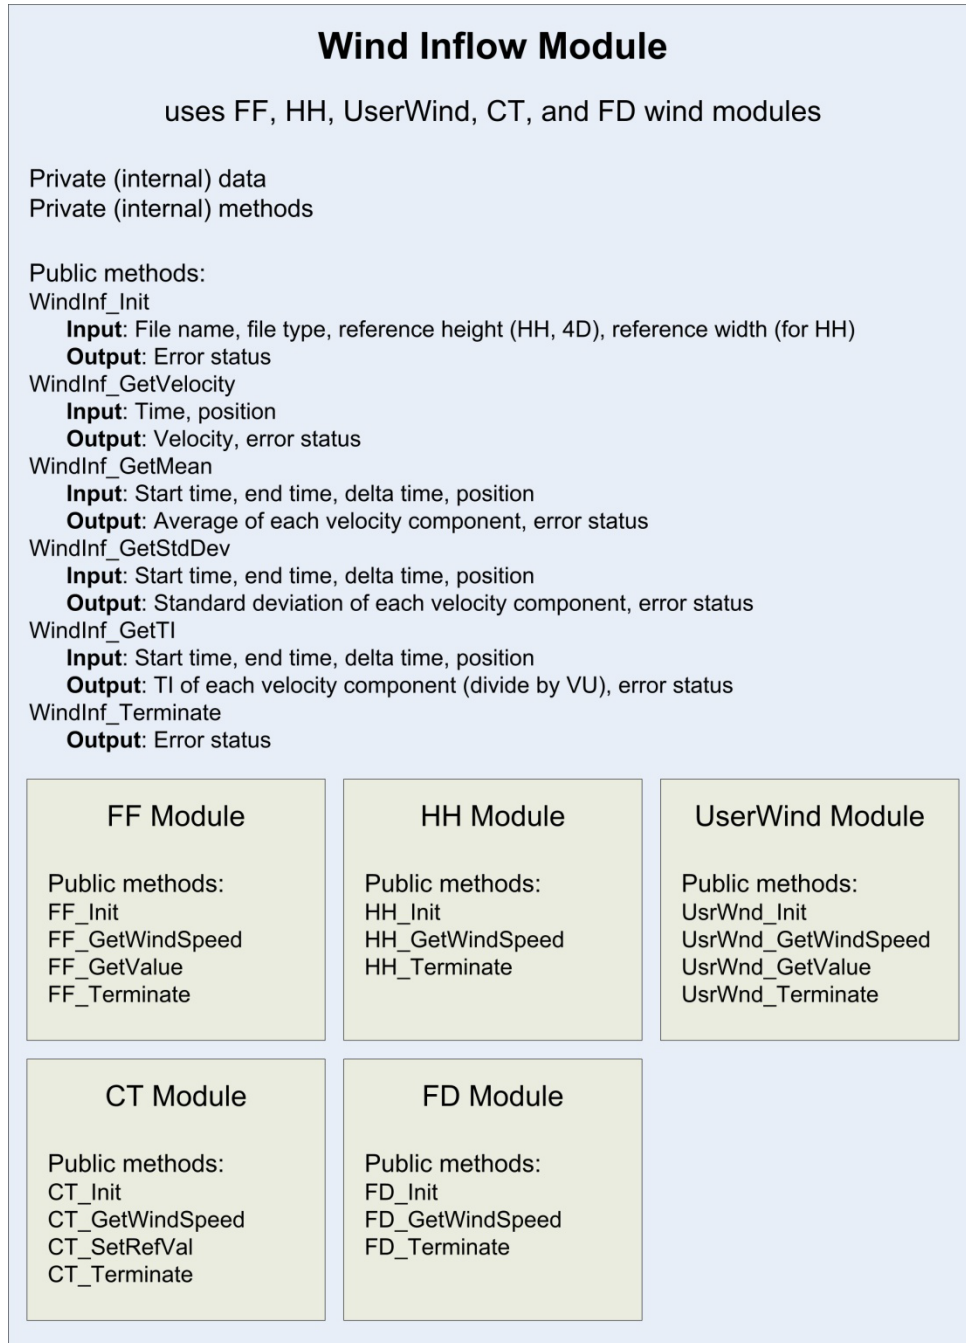 Wind Inflow Module
uses FF, HH, UserWind, CT, and FD wind modules
Private (internal) data
Private (internal) methods
Public methods:
WindInf_Init
Input: File name, file type, reference height (HH, 4D), reference width (for HH)
Output: Error status
WindInf_GetVelocity
Input: Time, position
Output: Velocity, error status
WindInf_GetMean
Input: Start time, end time, delta time, position
Output: Average of each velocity component, error status
WindInf_GetStdDev
Input: Start time, end time, delta time, position
Output: Standard deviation of each velocity component, error status
WindInf_GetTI
Input: Start time, end time, delta time, position
Output: TI of each velocity component (divide by VU), error status
WindInf_Terminate
Output: Error status
FF Module
Public methods:
FF_Init
FF_GetWindSpeed
FF_GetValue
FF_Terminate
HH Module
Public methods:
HH_Init
HH_GetWindSpeed
HH_Terminate
UserWind Module
Public methods:
UsrWnd_Init
UsrWnd_GetWindSpeed
UsrWnd_GetValue
UsrWnd_Terminate
CT Module
Public methods:
CT_Init
CT_GetWindSpeed
CT_SetRefVal
CT_Terminate
FD Module
Public methods:
FD_Init
FD_GetWindSpeed
FD_Terminate